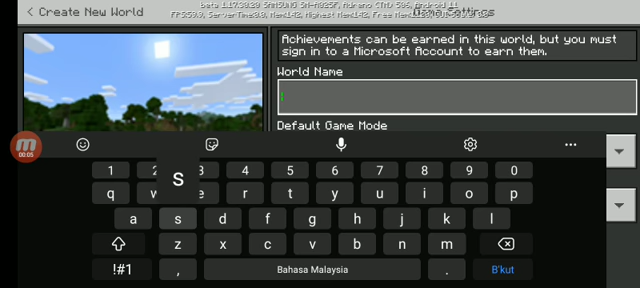 Create New World
Game Settings
Achievements can be earned in this world, but you must
sign in to a Microsoft Account to earn them.
World Name
Default Game Mode
00:05
1 2 3 4 5 6 7 8 9 0
s
q w e r t y u i o p
a s d f g h j k l
z x c v b n m
!#1 , Bahasa Malaysia . B'kut